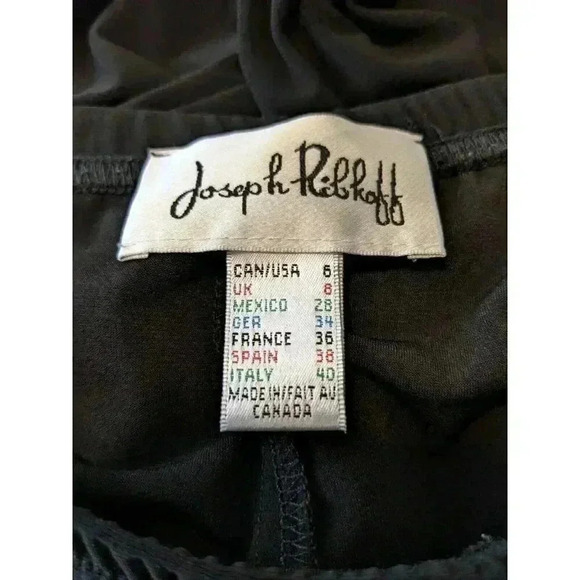 Joseph Ribkoff
CAN/USA 6
UK 8
MEXICO 28
GER 34
FRANCE 36
SPAIN 38
ITALY 40
MADE IN/FAIT AU
CANADA